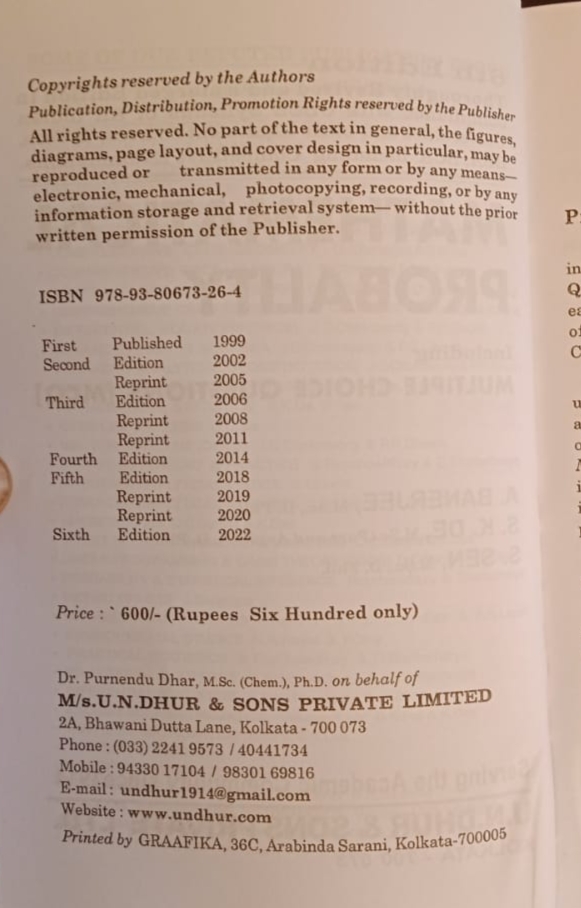 Copyrights reserved by the Authors
Publication, Distribution, Promotion Rights reserved by the Publisher
All rights reserved. No part of the text in general, the figures,
diagrams, page layout, and cover design in particular, may be
reproduced or transmitted in any form or by any means—
electronic, mechanical, photocopying, recording, or by any
information storage and retrieval system— without the prior
written permission of the Publisher.
ISBN 978-93-80673-26-4
First Published 1999
Second Edition 2002
Reprint 2005
Third Edition 2006
Reprint 2008
Reprint 2011
Fourth Edition 2014
Fifth Edition 2018
Reprint 2019
Reprint 2020
Sixth Edition 2022
Price : ` 600/- (Rupees Six Hundred only)
Dr. Purnendu Dhar, M.Sc. (Chem.), Ph.D. on behalf of
M/s.U.N.DHUR & SONS PRIVATE LIMITED
2A, Bhawani Dutta Lane, Kolkata - 700 073
Phone : (033) 2241 9573 / 40441734
Mobile : 94330 17104 / 98301 69816
E-mail : undhur1914@gmail.com
Website : www.undhur.com
Printed by GRAAFIKA, 36C, Arabinda Sarani, Kolkata-700005